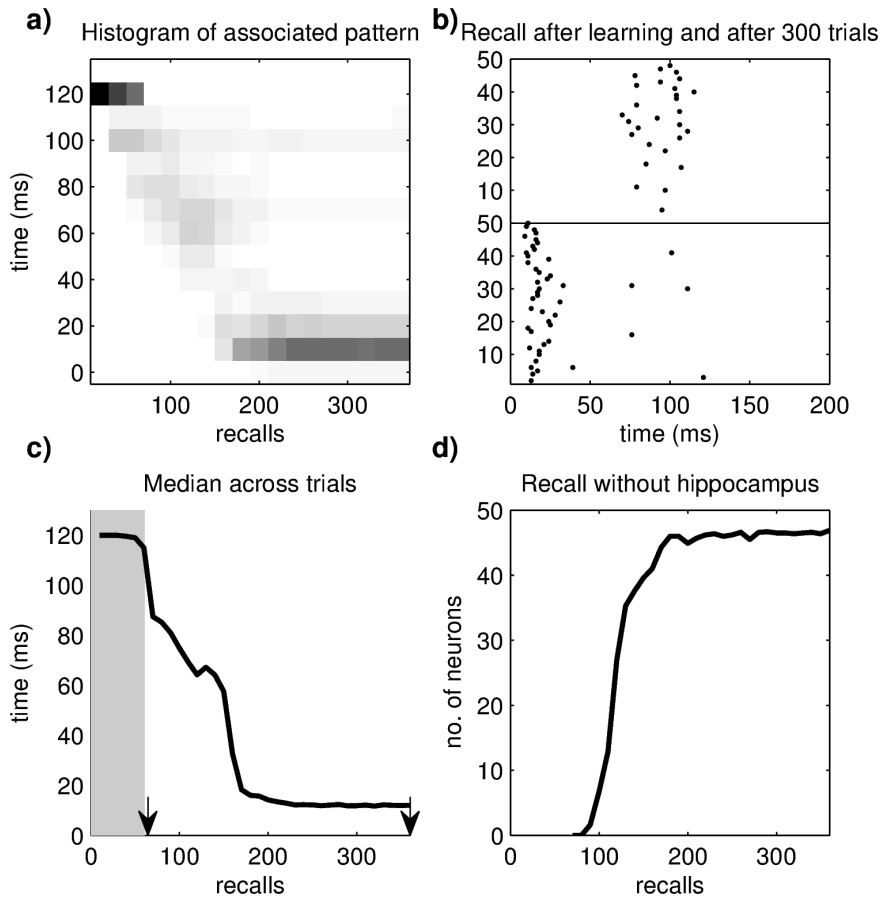 a) Histogram of associated pattern
120
100
80
60
40
20
0
time (ms)
100 200 300
recalls
b) Recall after learning and after 300 trials
50
40
30
20
10
50
40
30
20
10
0 50 100 150 200
time (ms)
c)
Median across trials
120
100
80
60
40
20
0
time (ms)
0 100 200 300
recalls
d)
Recall without hippocampus
50
40
30
20
10
0
no. of neurons
0 100 200 300
recalls